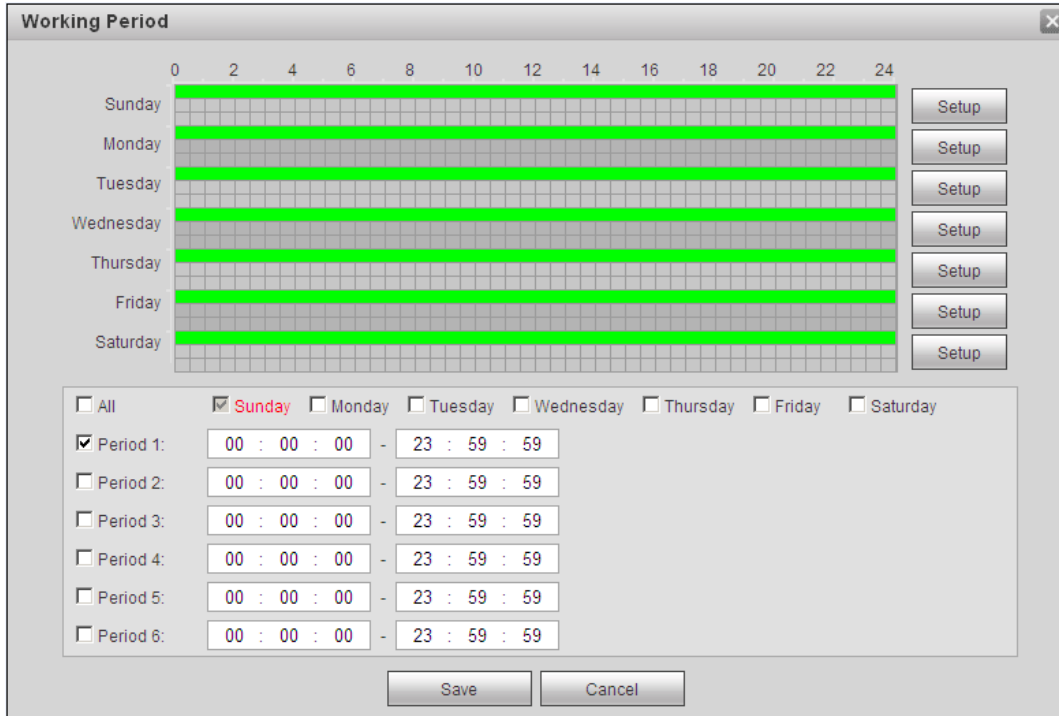 Working Period
0 2 4 6 8 10 12 14 16 18 20 22 24
Sunday Setup
Monday Setup
Tuesday Setup
Wednesday Setup
Thursday Setup
Friday Setup
Saturday Setup
All Sunday Monday Tuesday Wednesday Thursday Friday Saturday
Period 1: 00 : 00 : 00 - 23 : 59 : 59
Period 2: 00 : 00 : 00 - 23 : 59 : 59
Period 3: 00 : 00 : 00 - 23 : 59 : 59
Period 4: 00 : 00 : 00 - 23 : 59 : 59
Period 5: 00 : 00 : 00 - 23 : 59 : 59
Period 6: 00 : 00 : 00 - 23 : 59 : 59
Save Cancel